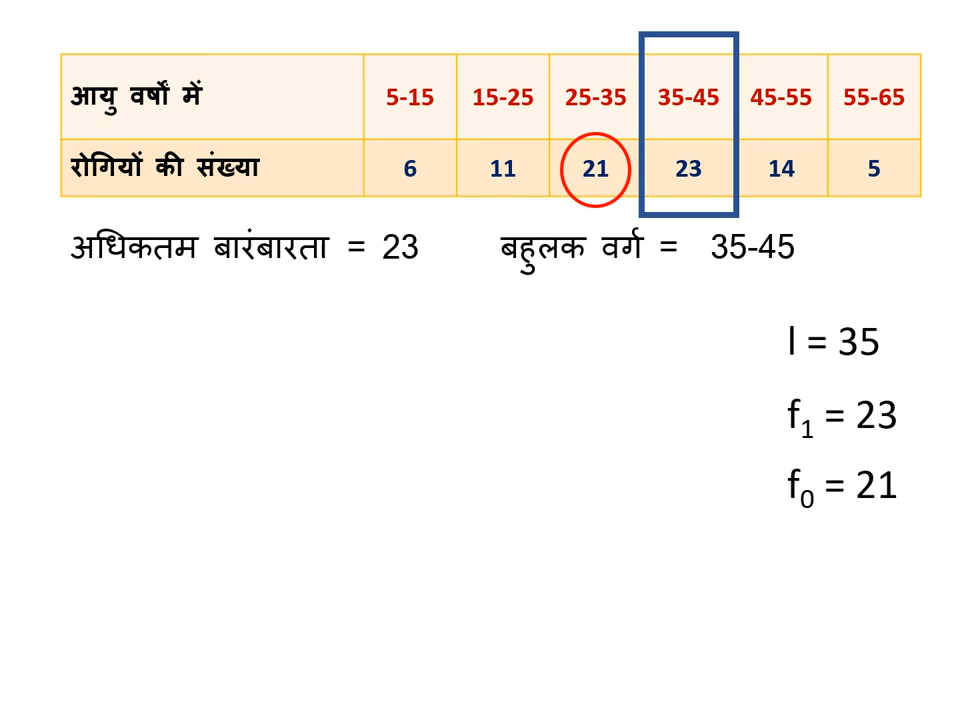 आयु वर्षों में 5-15 15-25 25-35 35-45 45-55 55-65
रोगियों की संख्या 6 11 21 23 14 5
अधिकतम बारंबारता = 23 बहुलक वर्ग = 35-45
l = 35
f₁ = 23
f₀ = 21